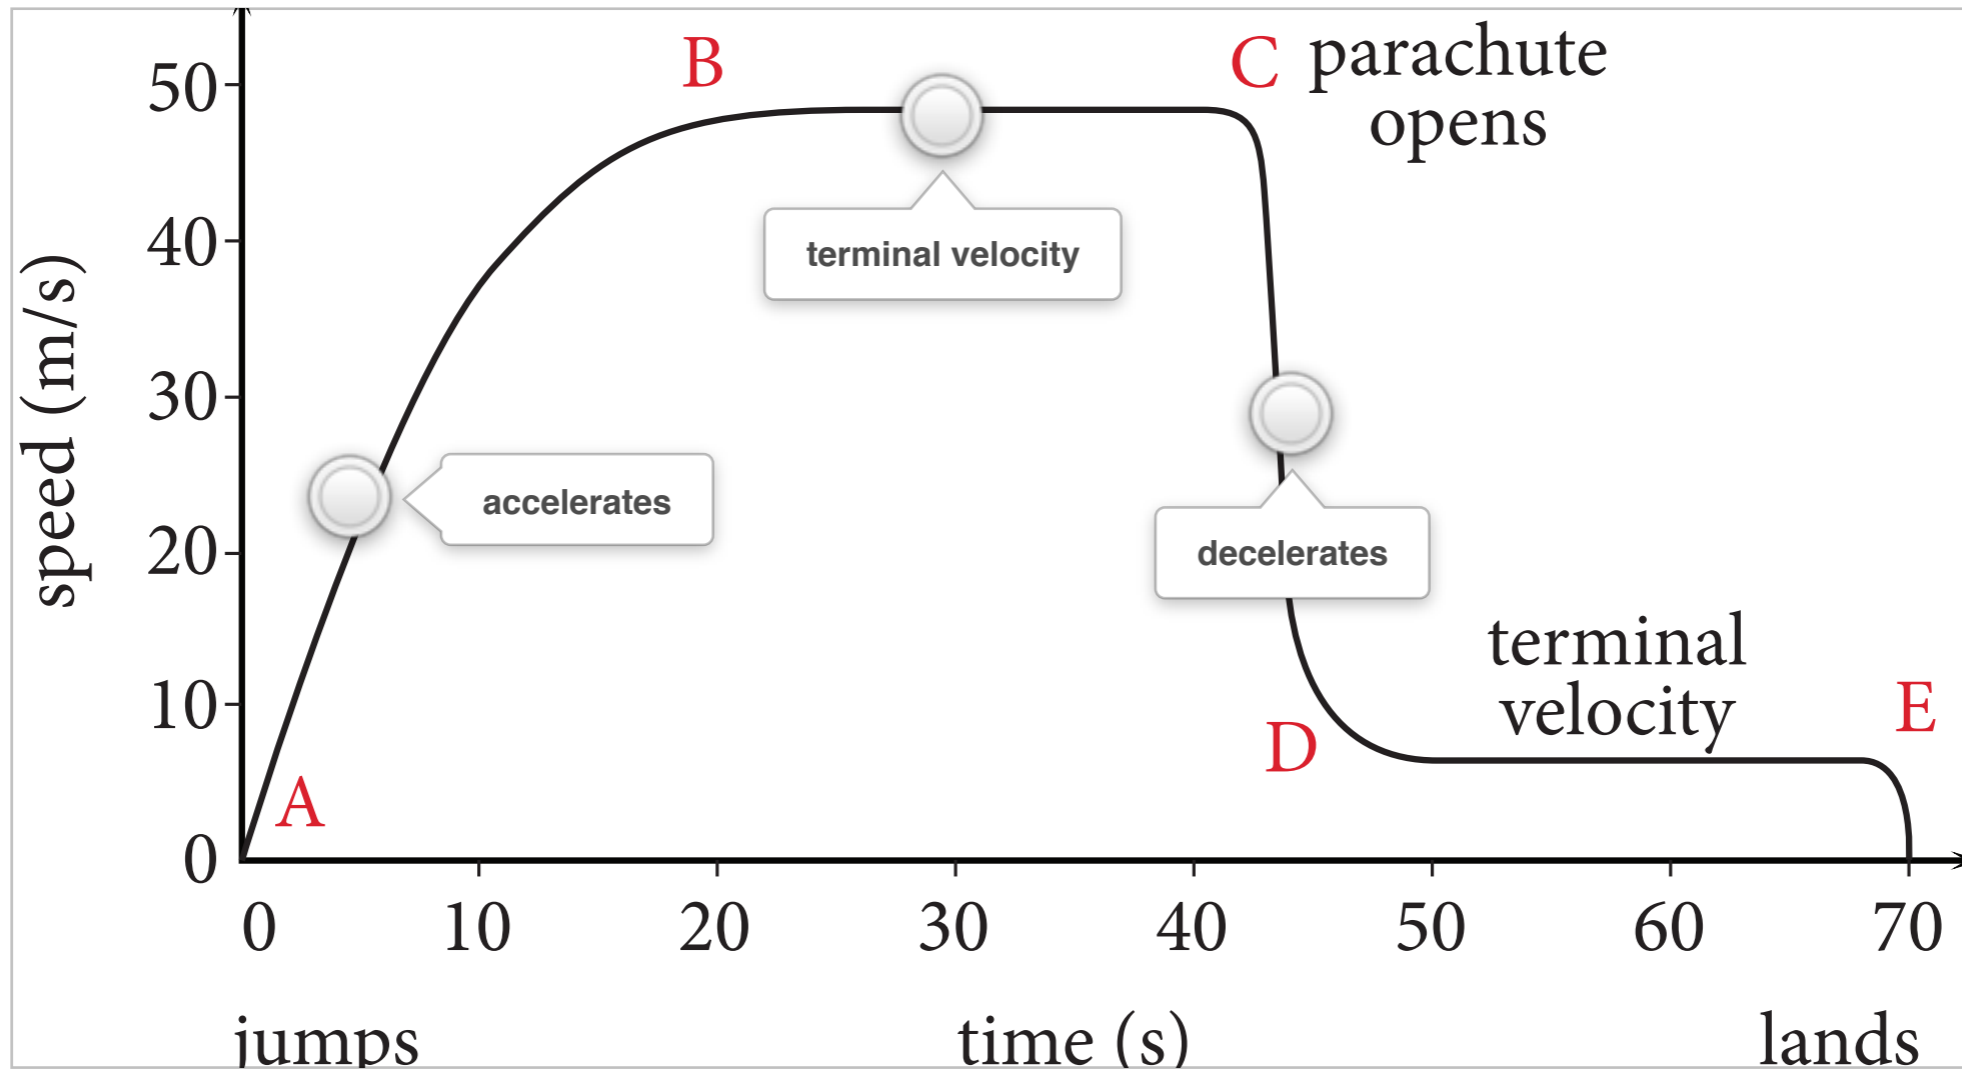 B
C parachute
opens
50
terminal velocity
40
speed (m/s)
30
accelerates
decelerates
20
terminal
velocity
10
D
E
A
0
0 10 20 30 40 50 60 70
jumps time (s) lands